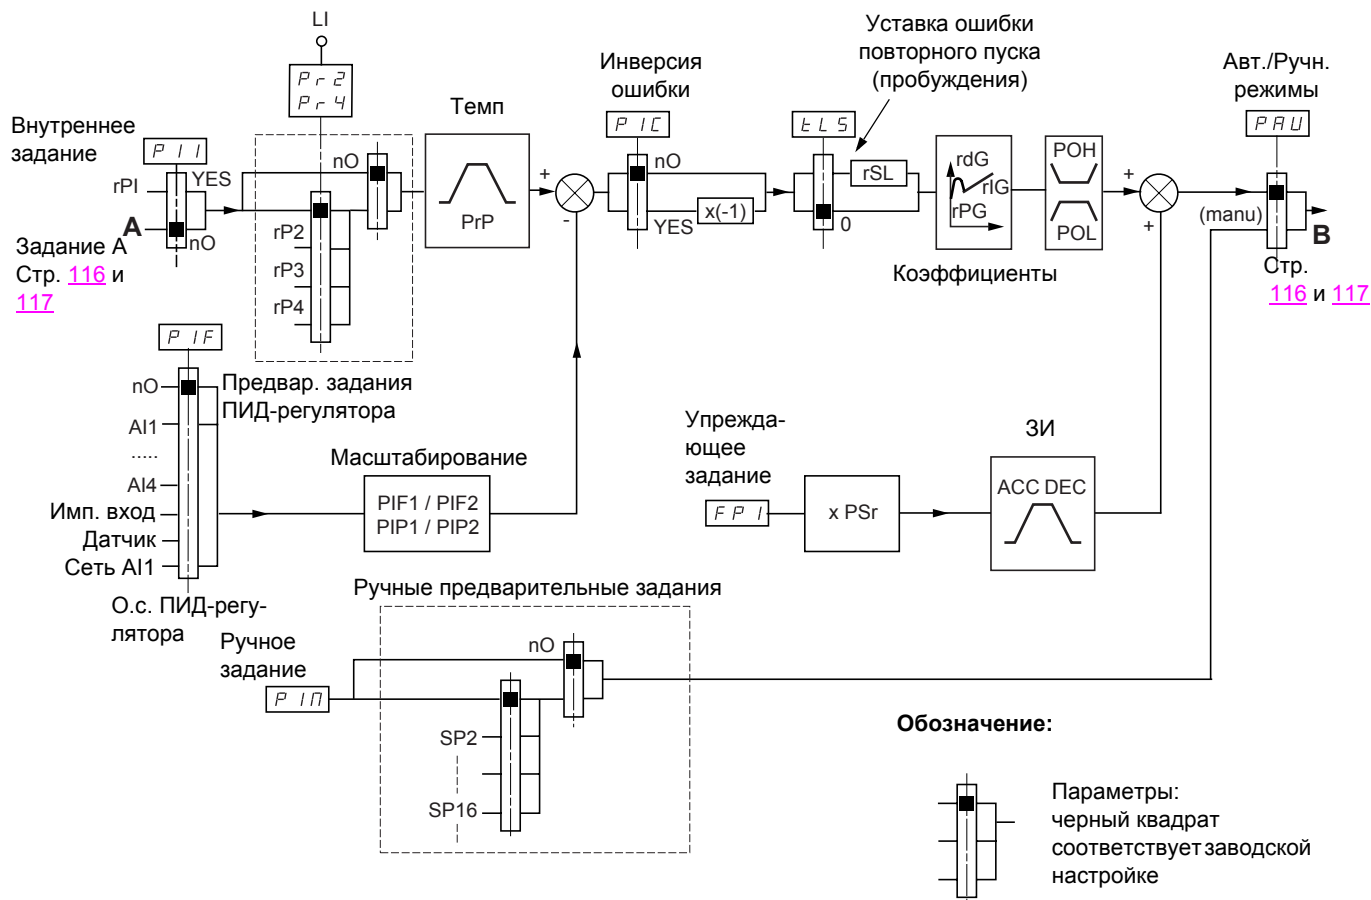 LI
Pr2
Pr4
Внутреннее
задание
PII
rPI
YES
A
nO
Задание A
Стр. 116 и
117
nO
rP2
rP3
rP4
Предвар. задания
ПИД-регулятора
Темп
PrP
+
-
Инверсия
ошибки
PIC
nO
YES
x(-1)
Уставка ошибки
повторного пуска
(пробуждения)
tLS
rSL
0
rdG
rIG
rPG
Коэффициенты
POH
POL
+
+
Авт./Ручн.
режимы
PAU
(manu)
B
Стр.
116 и 117
PIF
nO
AI1
.....
AI4
Имп. вход
Датчик
Сеть AI1
О.с. ПИД-регу-
лятора
Масштабирование
PIF1 / PIF2
PIP1 / PIP2
Упрежда-
ющее
задание
FPI
x PSr
ЗИ
ACC DEC
Ручные предварительные задания
Ручное
задание
PIM
nO
SP2
SP16
Обозначение:
Параметры:
черный квадрат
соответствует заводской
настройке